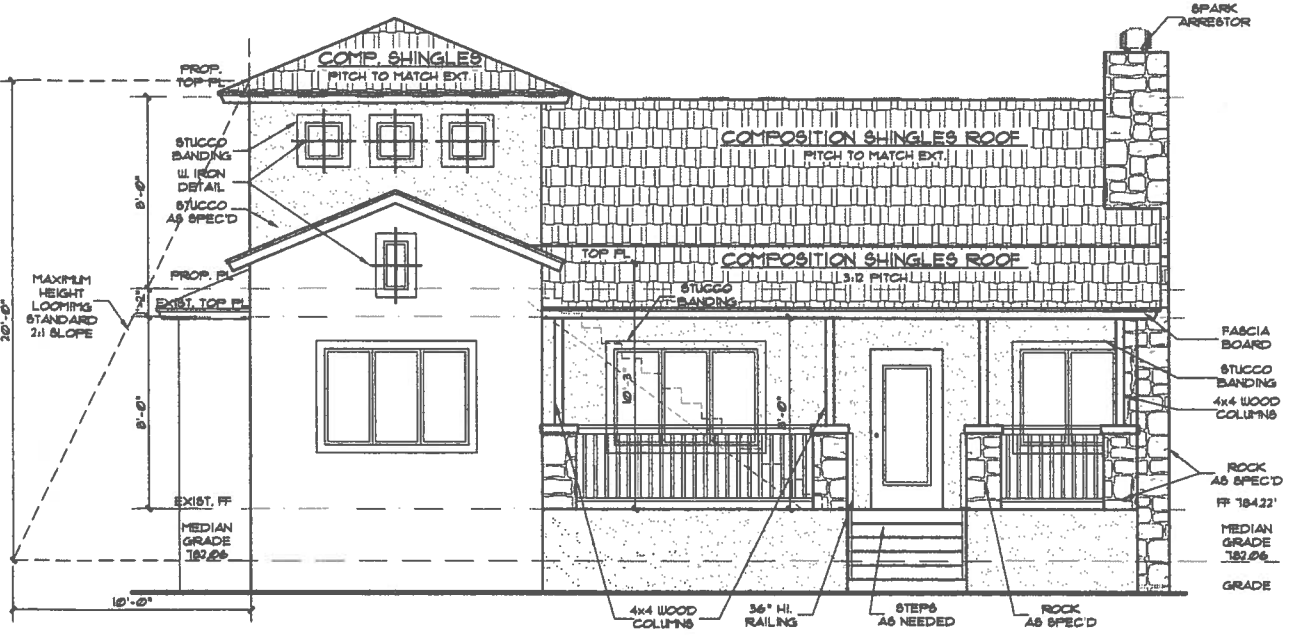 SPARK
ARRESTOR
COMP. SHINGLES
PITCH TO MATCH EXT.
PROP.
TOP PL
STUCCO
BANDING
W. IRON
DETAIL
STUCCO
AS SPEC'D
8'-0"
COMPOSITION SHINGLES ROOF
PITCH TO MATCH EXT.
TOP PL
COMPOSITION SHINGLES ROOF
3:12 PITCH
PROP. PL
EXIST. TOP PL
STUCCO
BANDING
MAXIMUM
HEIGHT
LOOMING
STANDARD
2:1 SLOPE
20'-0"
FASCIA
BOARD
STUCCO
BANDING
4x4 WOOD
COLUMNS
8'-0"
10'-3"
8'-0"
ROCK
AS SPEC'D
EXIST. FF
FF 784.22'
MEDIAN
GRADE
782.06
MEDIAN
GRADE
782.06
GRADE
10'-0"
4x4 WOOD
COLUMNS
36" HI.
RAILING
STEPS
AS NEEDED
ROCK
AS SPEC'D